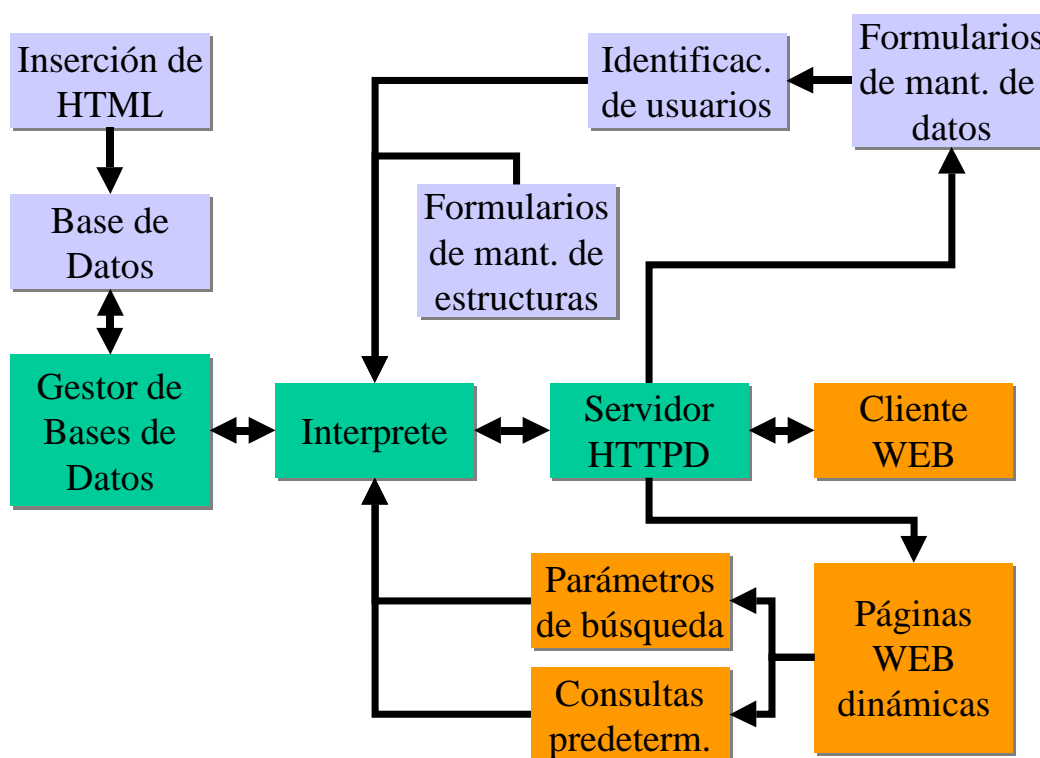 Inserción de
HTML
Identificac.
de usuarios
Formularios
de mant. de
datos
Base de
Datos
Formularios
de mant. de
estructuras
Gestor de
Bases de
Datos
Interprete
Servidor
HTTPD
Cliente
WEB
Parámetros
de búsqueda
Páginas
WEB
dinámicas
Consultas
predeterm.